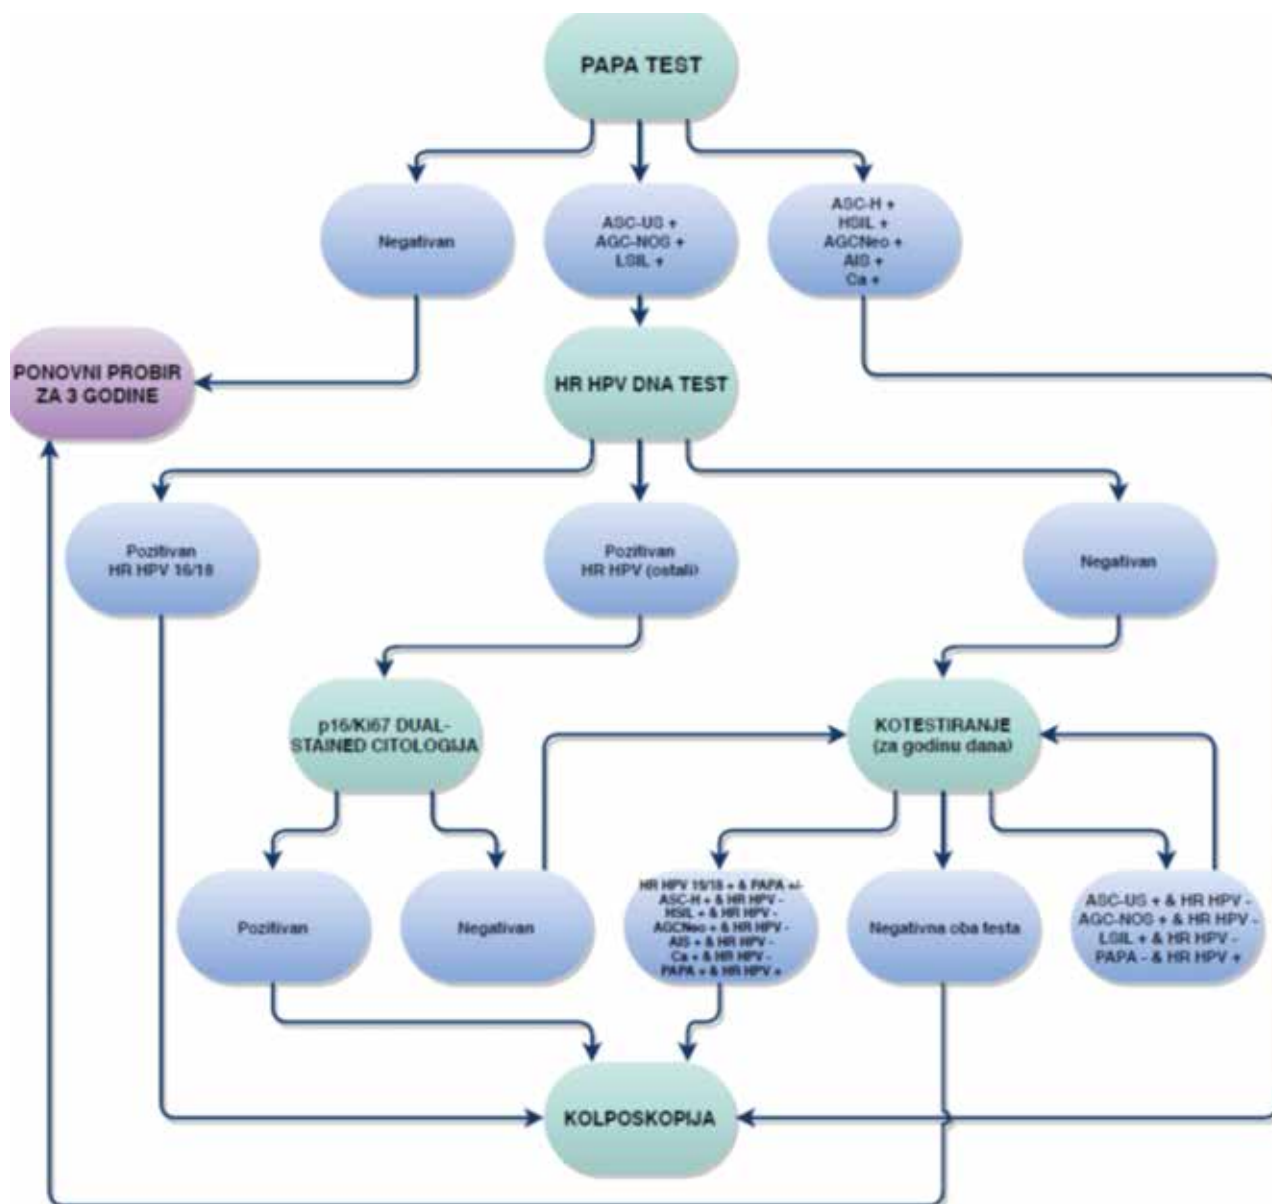 PAPA TEST
Negativan
ASC-US +
AGC-NOS +
LSIL +
ASC-H +
HSIL +
AGCNeo +
AIS +
Ca +
PONOVNI PROBIR
ZA 3 GODINE
HR HPV DNA TEST
Pozitivan
HR HPV 16/18
Pozitivan
HR HPV (ostali)
Negativan
p16/Ki67 DUAL-
STAINED CITOLOGIJA
KOTESTIRANJE
(za godinu dana)
Pozitivan
Negativan
HR HPV 16/18 + & PAPA +/-
ASC-H + & HR HPV -
HSIL + & HR HPV -
AGCNeo + & HR HPV -
AIS + & HR HPV -
Ca + & HR HPV -
PAPA + & HR HPV +
Negativna oba testa
ASC-US + & HR HPV -
AGC-NOS + & HR HPV -
LSIL + & HR HPV -
PAPA - & HR HPV +
KOLPOSKOPIJA